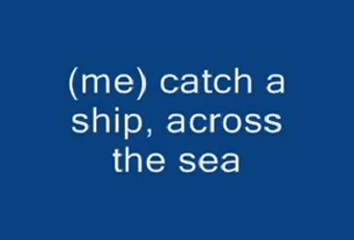 (me) catch a
ship, across
the sea